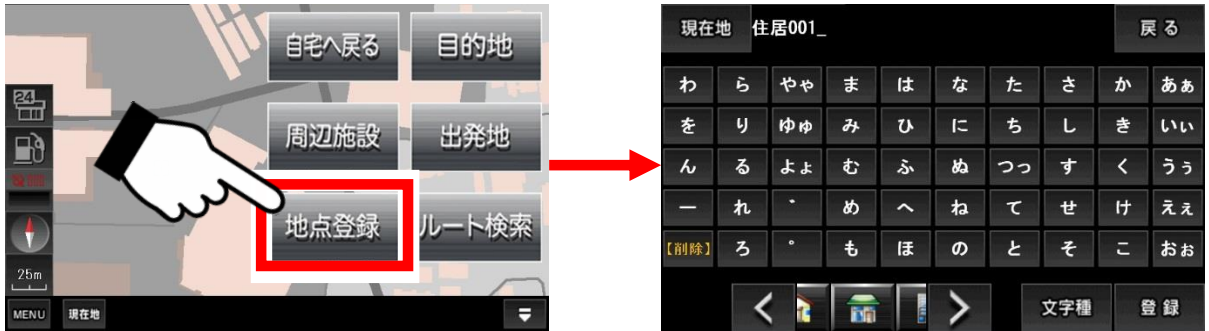 自宅へ戻る 目的地
24
周辺施設 出発地
地点登録 ルート検索
25m
MENU 現在地
現在地 住居001_ 戻る
わ ら やゃ ま は な た さ か あぁ
を り ゆゅ み ひ に ち し き いぃ
ん る よょ む ふ ぬ つっ す く うぅ
ー れ ゛ め へ ね て せ け えぇ
【削除】 ろ ゜ も ほ の と そ こ おぉ
< > 文字種 登録